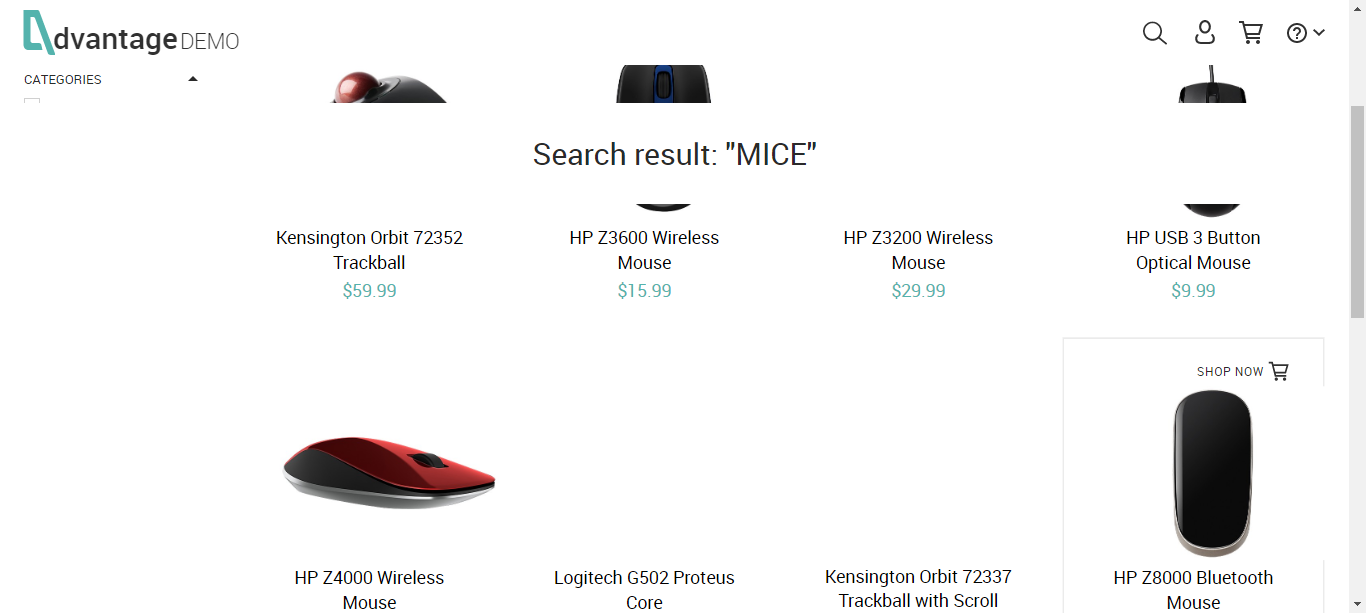 dvantage DEMO
CATEGORIES
Search result: "MICE"
Kensington Orbit 72352
Trackball
$59.99
HP Z3600 Wireless
Mouse
$15.99
HP Z3200 Wireless
Mouse
$29.99
HP USB 3 Button
Optical Mouse
$9.99
SHOP NOW
HP Z4000 Wireless
Mouse
Logitech G502 Proteus
Core
Kensington Orbit 72337
Trackball with Scroll
HP Z8000 Bluetooth
Mouse